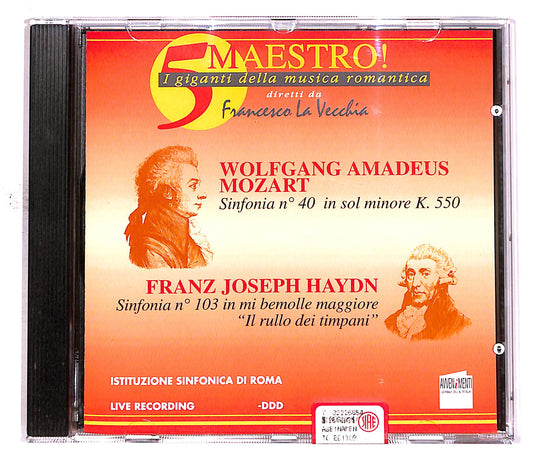 5 MAESTRO!
I giganti della musica romantica
diretti da
Francesco La Vecchia
WOLFGANG AMADEUS
MOZART
Sinfonia n° 40 in sol minore K. 550
FRANZ JOSEPH HAYDN
Sinfonia n° 103 in mi bemolle maggiore
“Il rullo dei timpani”
ISTITUZIONE SINFONICA DI ROMA
LIVE RECORDING -DDD
AVVENIMENTI
SIAE